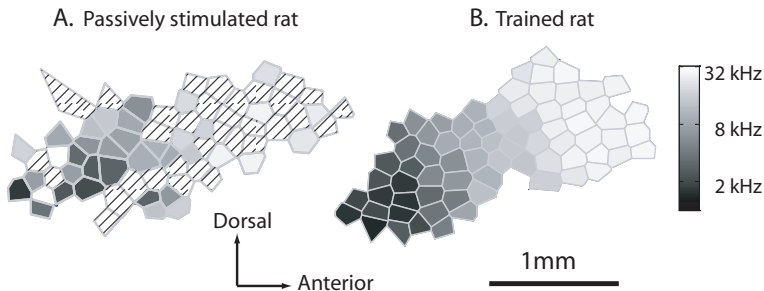 A. Passively stimulated rat
B. Trained rat
32 kHz
8 kHz
2 kHz
Dorsal
Anterior
1mm